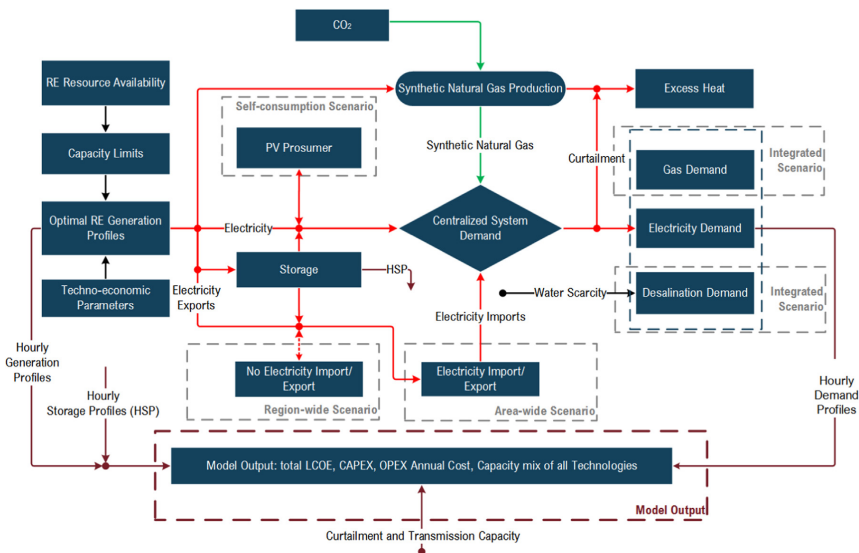 CO₂
RE Resource Availability
Synthetic Natural Gas Production
Excess Heat
Self-consumption Scenario
PV Prosumer
Synthetic Natural Gas
Curtailment
Integrated
Scenario
Capacity Limits
Gas Demand
Optimal RE Generation
Profiles
Electricity
Centralized System
Demand
Electricity Demand
Storage
HSP
Techno-economic
Parameters
Electricity
Exports
Water Scarcity
Desalination Demand
Integrated
Scenario
Electricity Imports
Hourly
Generation
Profiles
No Electricity Import/
Export
Region-wide Scenario
Electricity Import/
Export
Area-wide Scenario
Hourly
Storage Profiles (HSP)
Hourly
Demand
Profiles
Model Output: total LCOE, CAPEX, OPEX Annual Cost, Capacity mix of all Technologies
Model Output
Curtailment and Transmission Capacity